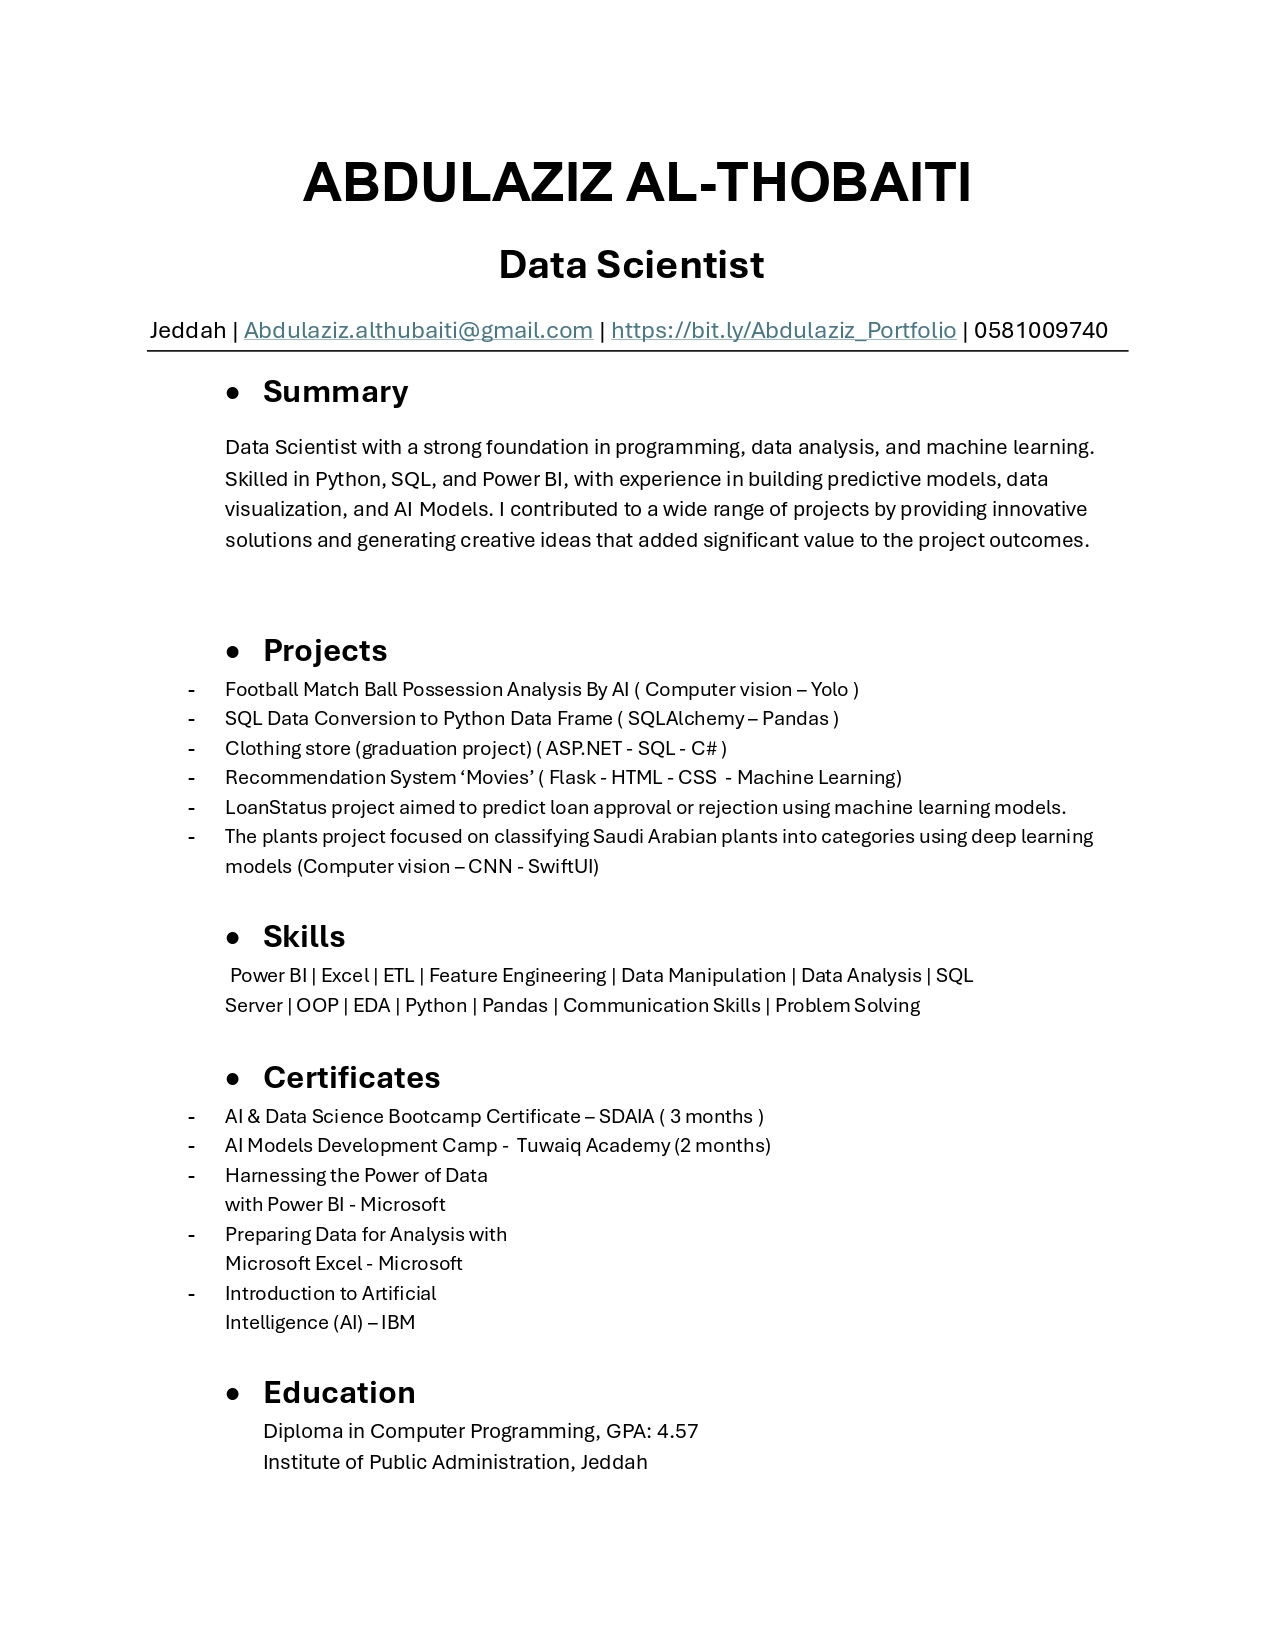 ABDULAZIZ AL-THOBAITI
Data Scientist
Jeddah | Abdulaziz.althubaiti@gmail.com | https://bit.ly/Abdulaziz_Portfolio | 0581009740
● Summary
Data Scientist with a strong foundation in programming, data analysis, and machine learning.
Skilled in Python, SQL, and Power BI, with experience in building predictive models, data
visualization, and AI Models. I contributed to a wide range of projects by providing innovative
solutions and generating creative ideas that added significant value to the project outcomes.
● Projects
- Football Match Ball Possession Analysis By AI ( Computer vision – Yolo )
- SQL Data Conversion to Python Data Frame ( SQLAlchemy – Pandas )
- Clothing store (graduation project) ( ASP.NET - SQL - C# )
- Recommendation System ‘Movies’ ( Flask - HTML - CSS - Machine Learning)
- LoanStatus project aimed to predict loan approval or rejection using machine learning models.
- The plants project focused on classifying Saudi Arabian plants into categories using deep learning
models (Computer vision – CNN - SwiftUI)
● Skills
Power BI | Excel | ETL | Feature Engineering | Data Manipulation | Data Analysis | SQL
Server | OOP | EDA | Python | Pandas | Communication Skills | Problem Solving
● Certificates
- AI & Data Science Bootcamp Certificate – SDAIA ( 3 months )
- AI Models Development Camp - Tuwaiq Academy (2 months)
- Harnessing the Power of Data
with Power BI - Microsoft
- Preparing Data for Analysis with
Microsoft Excel - Microsoft
- Introduction to Artificial
Intelligence (AI) – IBM
● Education
Diploma in Computer Programming, GPA: 4.57
Institute of Public Administration, Jeddah